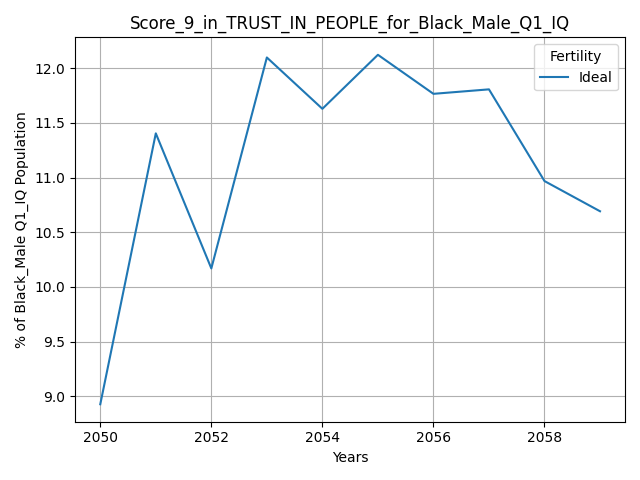 Score_9_in_TRUST_IN_PEOPLE_for_Black_Male_Q1_IQ
Fertility
Ideal
% of Black_Male Q1_IQ Population
12.0
11.5
11.0
10.5
10.0
9.5
9.0
2050 2052 2054 2056 2058
Years